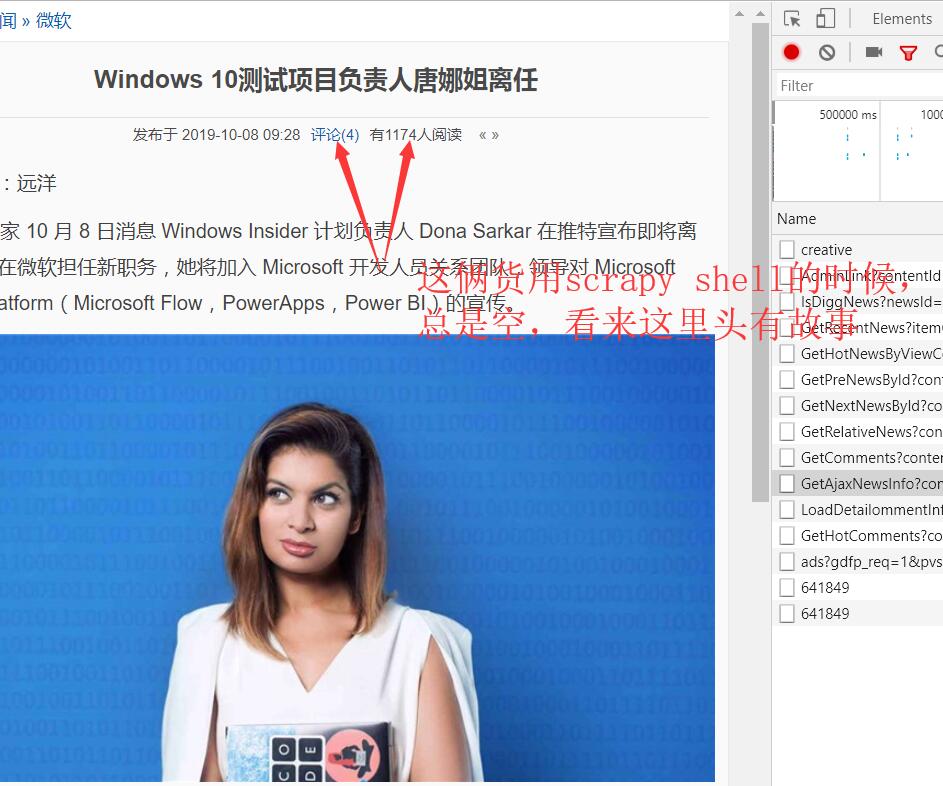 闻 » 微软
Windows 10测试项目负责人唐娜姐离任
发布于 2019-10-08 09:28 评论(4) 有1174人阅读 « »
：远洋
家 10 月 8 日消息 Windows Insider 计划负责人 Dona Sarkar 在推特宣布即将离
在微软担任新职务，她将加入 Microsoft 开发人员关系团队，领导对 Microsoft
atform（Microsoft Flow，PowerApps，Power BI）的宣传。
这俩货用scrapy shell的时候，
总是空，看来这里头有故事
CODE
Elements
Filter
500000 ms
1000
Name
creative
AdminLink?contentId
IsDiggNews?newsId=
GetRecentNews?item
GetHotNewsByViewC
GetPreNewsById?cont
GetNextNewsById?co
GetRelativeNews?con
GetComments?conten
GetAjaxNewsInfo?con
LoadDetailommentInf
GetHotComments?co
ads?gdfp_req=1&pvs
641849
641849